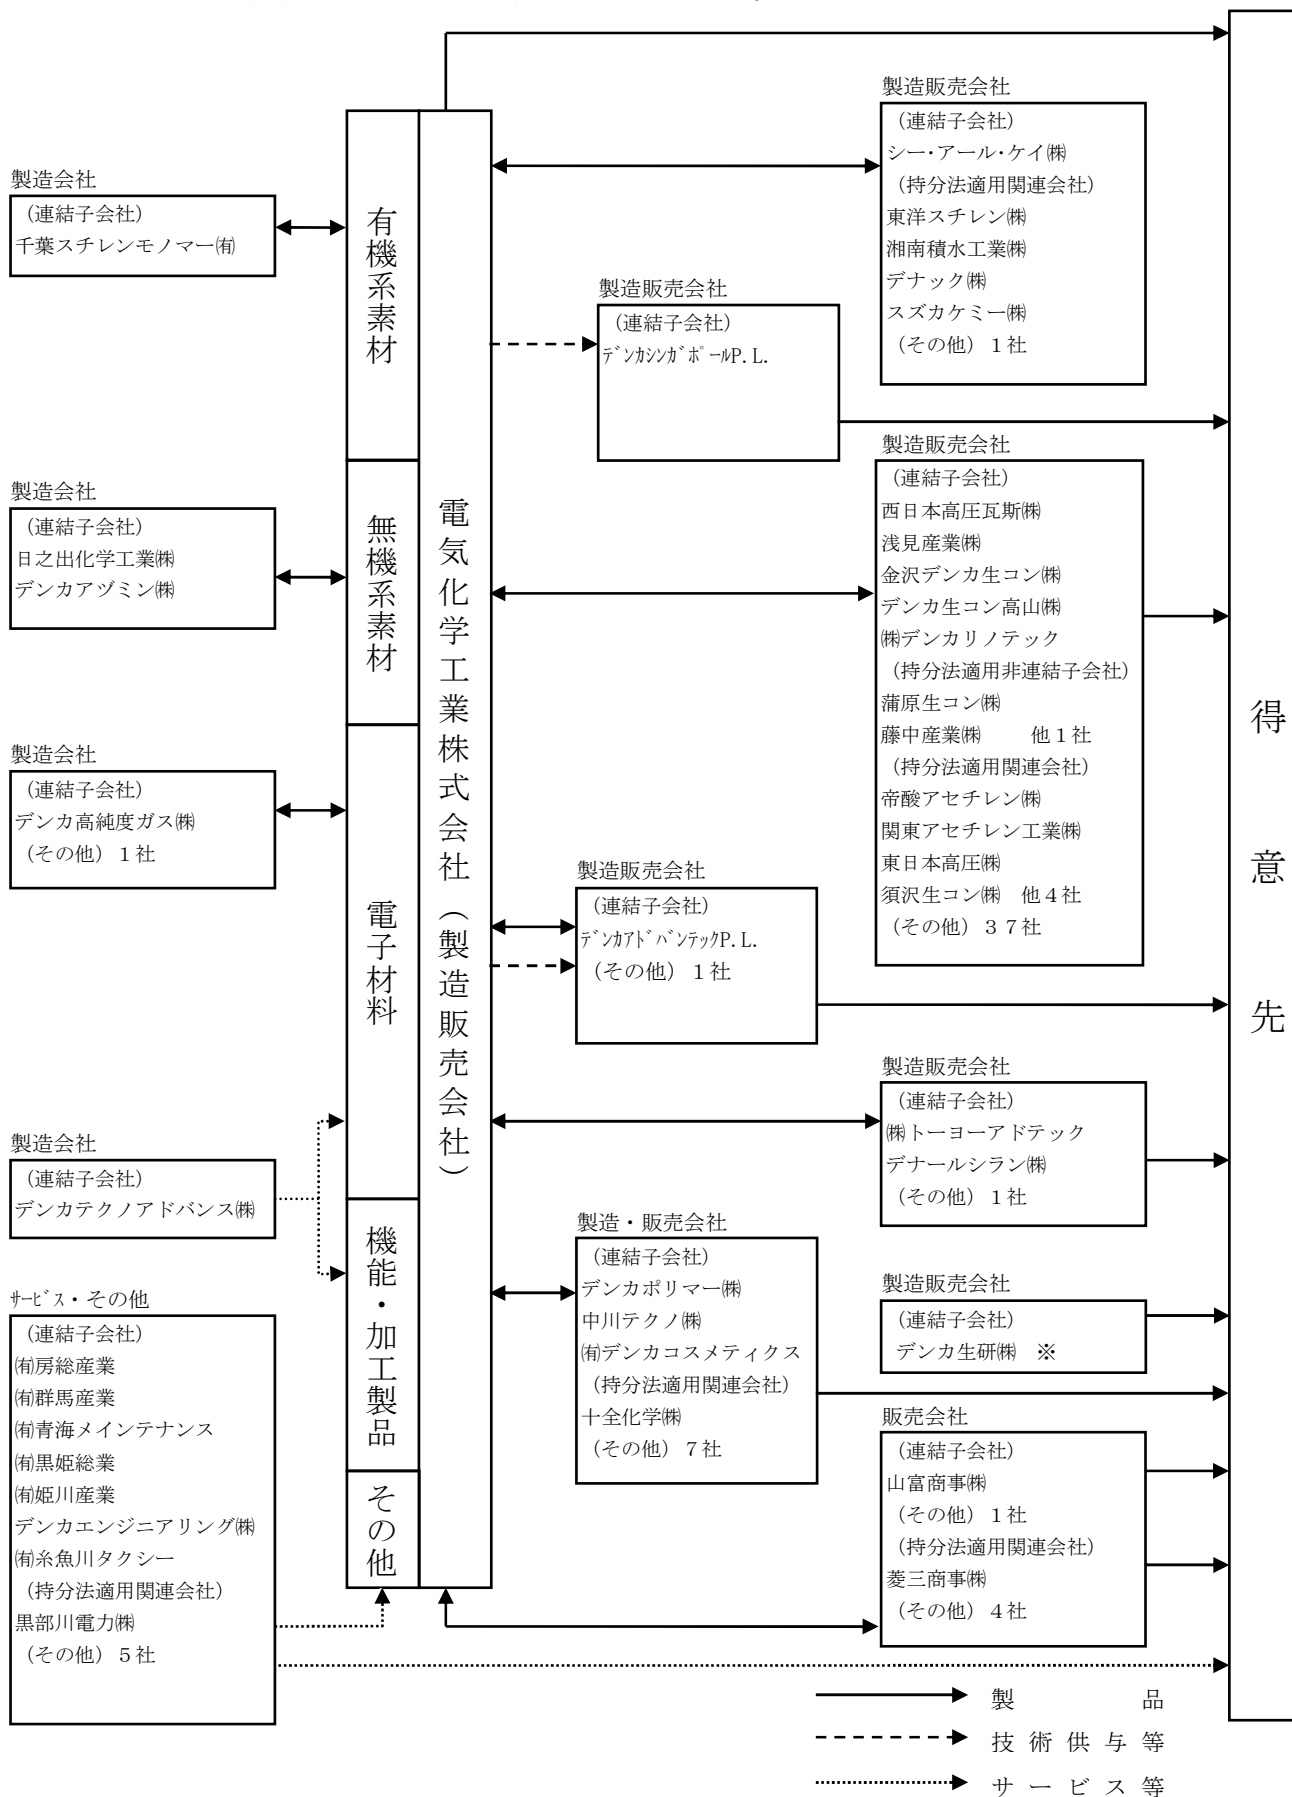 製造会社
（連結子会社）
千葉スチレンモノマー㈲
製造会社
（連結子会社）
日之出化学工業㈱
デンカアヅミン㈱
製造会社
（連結子会社）
デンカ高純度ガス㈱
（その他）１社
製造会社
（連結子会社）
デンカテクノアドバンス㈱
ｻｰﾋﾞｽ・その他
（連結子会社）
㈲房総産業
㈲群馬産業
㈲青海メインテナンス
㈲黒姫総業
㈲姫川産業
デンカエンジニアリング㈱
㈲糸魚川タクシー
（持分法適用関連会社）
黒部川電力㈱
（その他）５社
有機系素材
無機系素材
電子材料
機能・加工製品
その他
電気化学工業株式会社（製造販売会社）
製造販売会社
（連結子会社）
ﾃﾞﾝｶｼﾝｶﾞﾎﾟｰﾙP.L.
製造販売会社
（連結子会社）
ﾃﾞﾝｶｱﾄﾞﾊﾞﾝﾃｯｸP.L.
（その他）１社
製造・販売会社
（連結子会社）
デンカポリマー㈱
中川テクノ㈱
㈲デンカコスメティクス
（持分法適用関連会社）
十全化学㈱
（その他）７社
製造販売会社
（連結子会社）
シー・アール・ケイ㈱
（持分法適用関連会社）
東洋スチレン㈱
湘南積水工業㈱
デナック㈱
スズカケミー㈱
（その他）１社
製造販売会社
（連結子会社）
西日本高圧瓦斯㈱
浅見産業㈱
金沢デンカ生コン㈱
デンカ生コン高山㈱
㈱デンカリノテック
（持分法適用非連結子会社）
蒲原生コン㈱
藤中産業㈱　　他１社
（持分法適用関連会社）
帝酸アセチレン㈱
関東アセチレン工業㈱
東日本高圧㈱
須沢生コン㈱　他４社
（その他）３７社
製造販売会社
（連結子会社）
㈱トーヨーアドテック
デナールシラン㈱
（その他）１社
製造販売会社
（連結子会社）
デンカ生研㈱　※
販売会社
（連結子会社）
山富商事㈱
（その他）１社
（持分法適用関連会社）
菱三商事㈱
（その他）４社
得意先
製品
技術供与等
サービス等